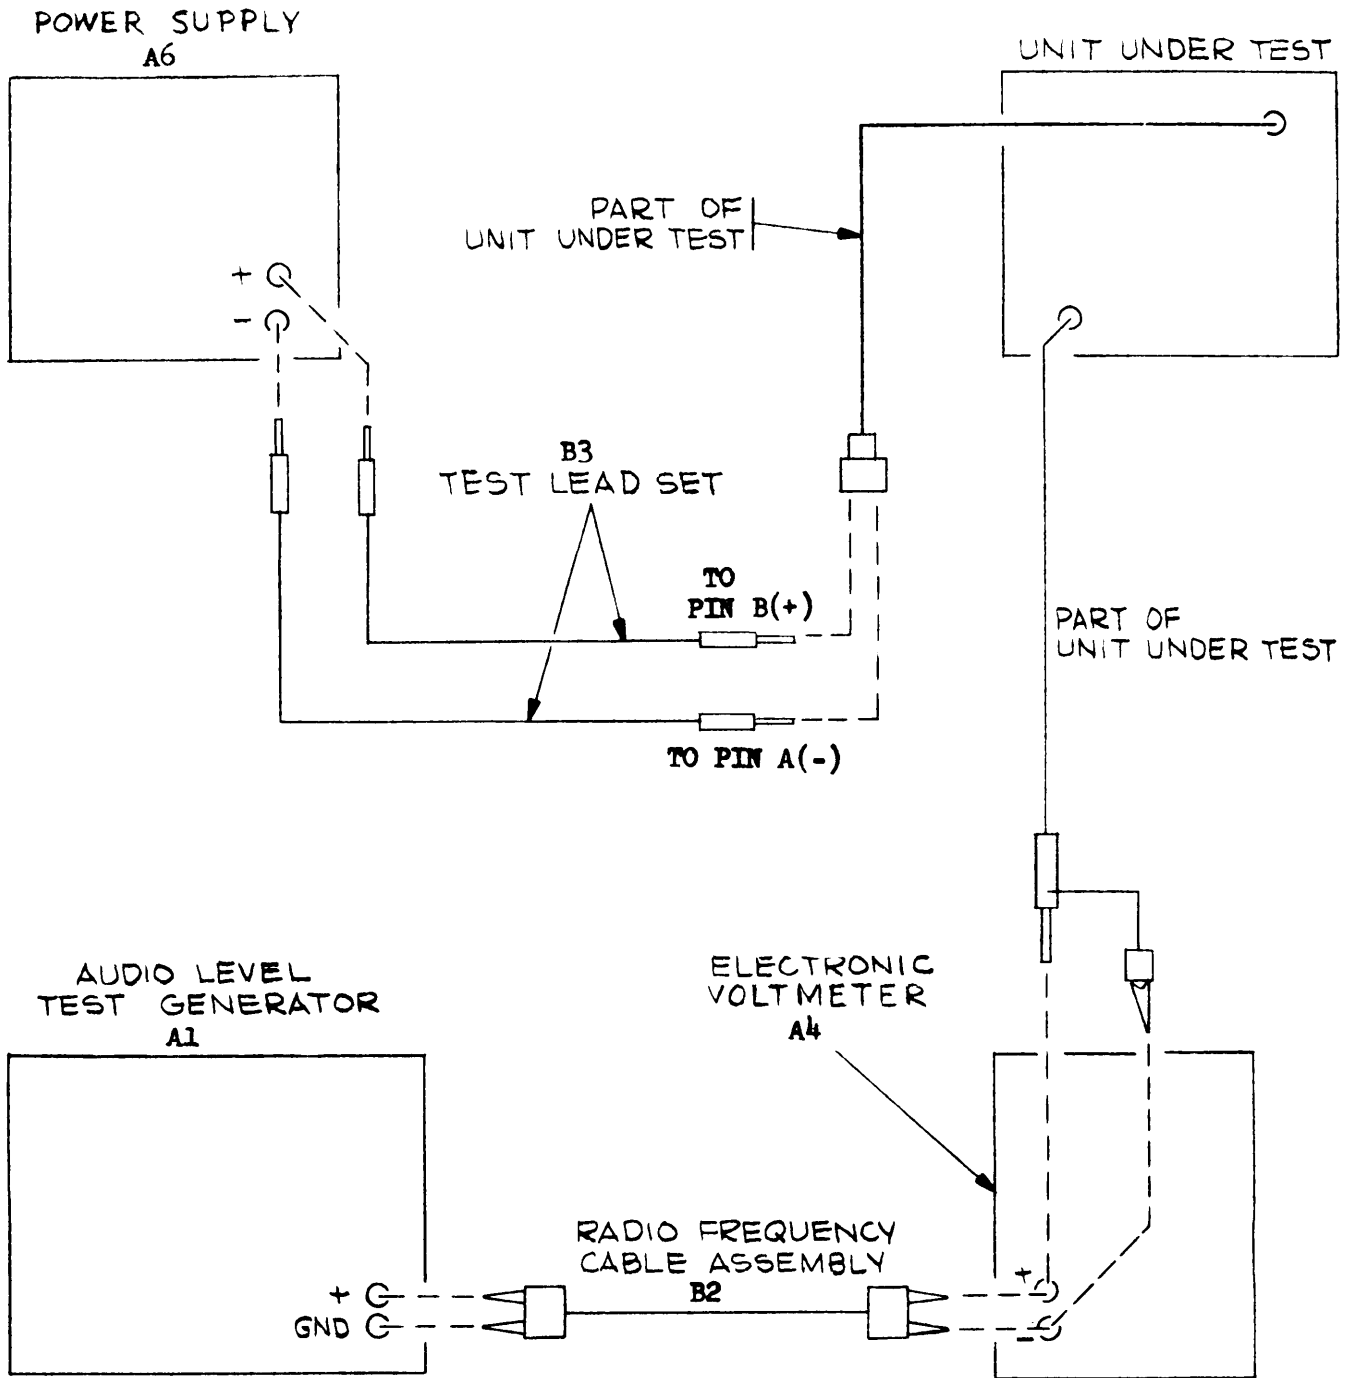 POWER SUPPLY
A6
UNIT UNDER TEST
PART OF
UNIT UNDER TEST
+
-
B3
TEST LEAD SET
TO
PIN B(+)
TO PIN A(-)
PART OF
UNIT UNDER TEST
AUDIO LEVEL
TEST GENERATOR
A1
ELECTRONIC
VOLTMETER
A4
RADIO FREQUENCY
CABLE ASSEMBLY
B2
+
GND
+
-